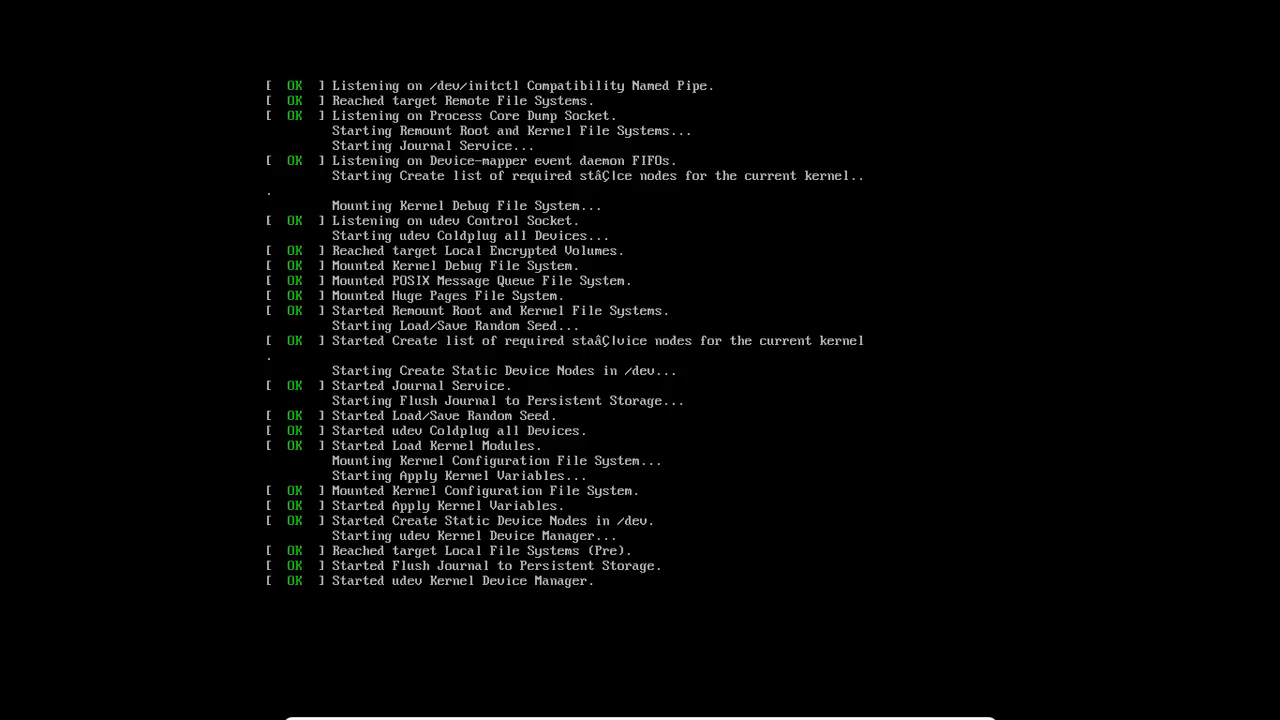 [  OK  ] Listening on /dev/initctl Compatibility Named Pipe.
[  OK  ] Reached target Remote File Systems.
[  OK  ] Listening on Process Core Dump Socket.
Starting Remount Root and Kernel File Systems...
Starting Journal Service...
[  OK  ] Listening on Device-mapper event daemon FIFOs.
Starting Create list of required stâÇ¦ce nodes for the current kernel..
.
Mounting Kernel Debug File System...
[  OK  ] Listening on udev Control Socket.
Starting udev Coldplug all Devices...
[  OK  ] Reached target Local Encrypted Volumes.
[  OK  ] Mounted Kernel Debug File System.
[  OK  ] Mounted POSIX Message Queue File System.
[  OK  ] Mounted Huge Pages File System.
[  OK  ] Started Remount Root and Kernel File Systems.
Starting Load/Save Random Seed...
[  OK  ] Started Create list of required staâÇ¦vice nodes for the current kernel
.
Starting Create Static Device Nodes in /dev...
[  OK  ] Started Journal Service.
Starting Flush Journal to Persistent Storage...
[  OK  ] Started Load/Save Random Seed.
[  OK  ] Started udev Coldplug all Devices.
[  OK  ] Started Load Kernel Modules.
Mounting Kernel Configuration File System...
Starting Apply Kernel Variables...
[  OK  ] Mounted Kernel Configuration File System.
[  OK  ] Started Apply Kernel Variables.
[  OK  ] Started Create Static Device Nodes in /dev.
Starting udev Kernel Device Manager...
[  OK  ] Reached target Local File Systems (Pre).
[  OK  ] Started Flush Journal to Persistent Storage.
[  OK  ] Started udev Kernel Device Manager.